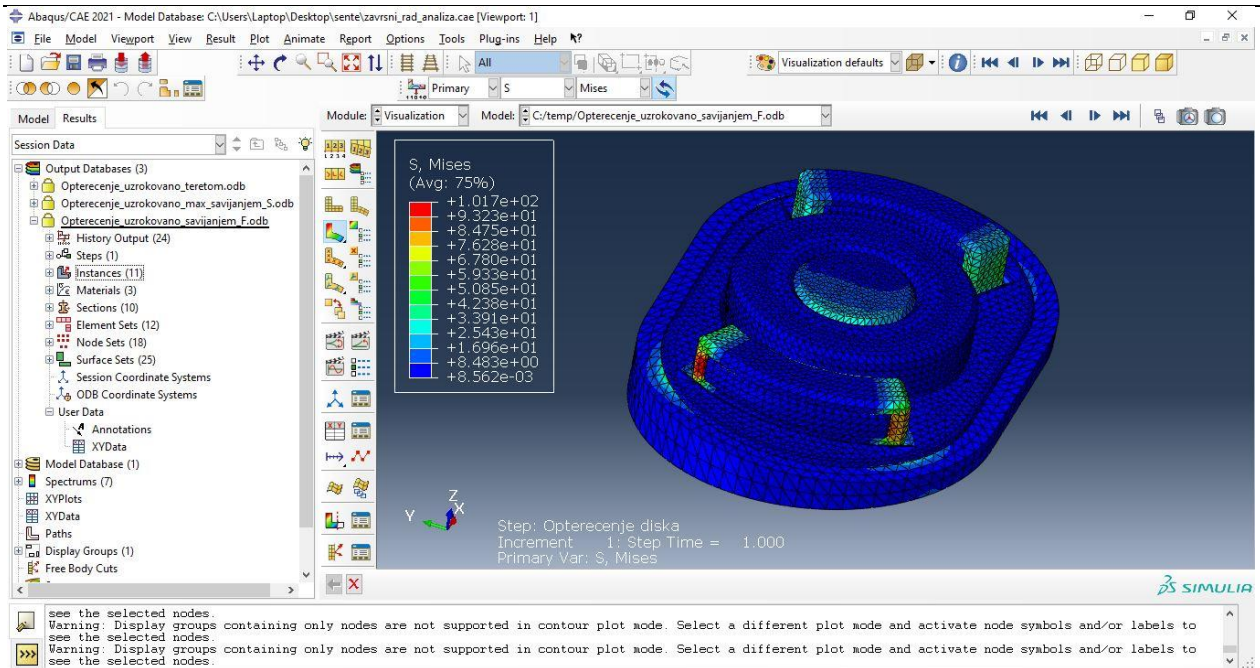 Abaqus/CAE 2021 - Model Database: C:\Users\Laptop\Desktop\sente\zavrsni_rad_analiza.cae [Viewport: 1]
File Model Viewport View Result Plot Animate Report Options Tools Plug-ins Help
All
Visualization defaults
Primary S Mises
Model Results
Module: Visualization Model: C:/temp/Opterecenje_uzrokovano_savijanjem_F.odb
Session Data
Output Databases (3)
Opterecenje_uzrokovano_teretom.odb
Opterecenje_uzrokovano_max_savijanjem_S.odb
Opterecenje_uzrokovano_savijanjem_F.odb
History Output (24)
Steps (1)
Instances (11)
Materials (3)
Sections (10)
Element Sets (12)
Node Sets (18)
Surface Sets (25)
Session Coordinate Systems
ODB Coordinate Systems
User Data
Annotations
XYData
Model Database (1)
Spectrums (7)
XYPlots
XYData
Paths
Display Groups (1)
Free Body Cuts
S, Mises
(Avg: 75%)
+1.017e+02
+9.323e+01
+8.475e+01
+7.628e+01
+6.780e+01
+5.933e+01
+5.085e+01
+4.238e+01
+3.391e+01
+2.543e+01
+1.696e+01
+8.483e+00
+8.562e-03
Z
Y X
Step: Opterecenje diska
Increment 1: Step Time = 1.000
Primary Var: S, Mises
SIMULIA
see the selected nodes.
Warning: Display groups containing only nodes are not supported in contour plot mode. Select a different plot mode and activate node symbols and/or labels to
see the selected nodes.
Warning: Display groups containing only nodes are not supported in contour plot mode. Select a different plot mode and activate node symbols and/or labels to
see the selected nodes.